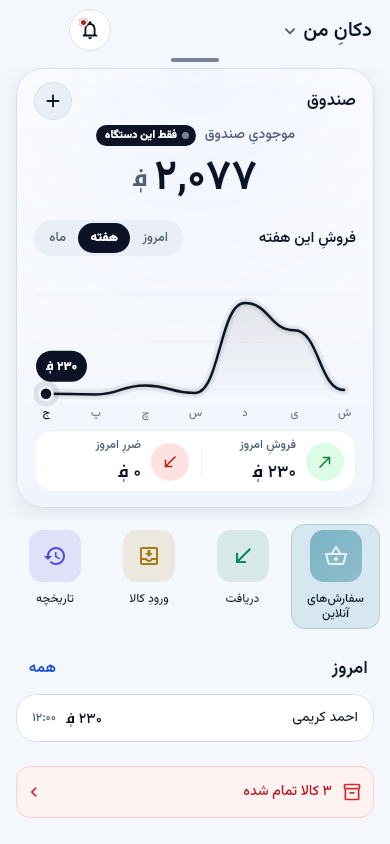 دکانِ من
صندوق
موجودیِ صندوق فقط این دستگاه
۲,۰۷۷ ؋
فروشِ این هفته
امروز هفته ماه
۲۳۰ ؋
ش ی د س چ پ ج
فروشِ امروز
۲۳۰ ؋
ضررِ امروز
۰ ؋
سفارش‌های آنلاین
دریافت
ورودِ کالا
تاریخچه
امروز
همه
احمد کریمی ۲۳۰ ؋ ۱۲:۰۰
۳ کالا تمام شده